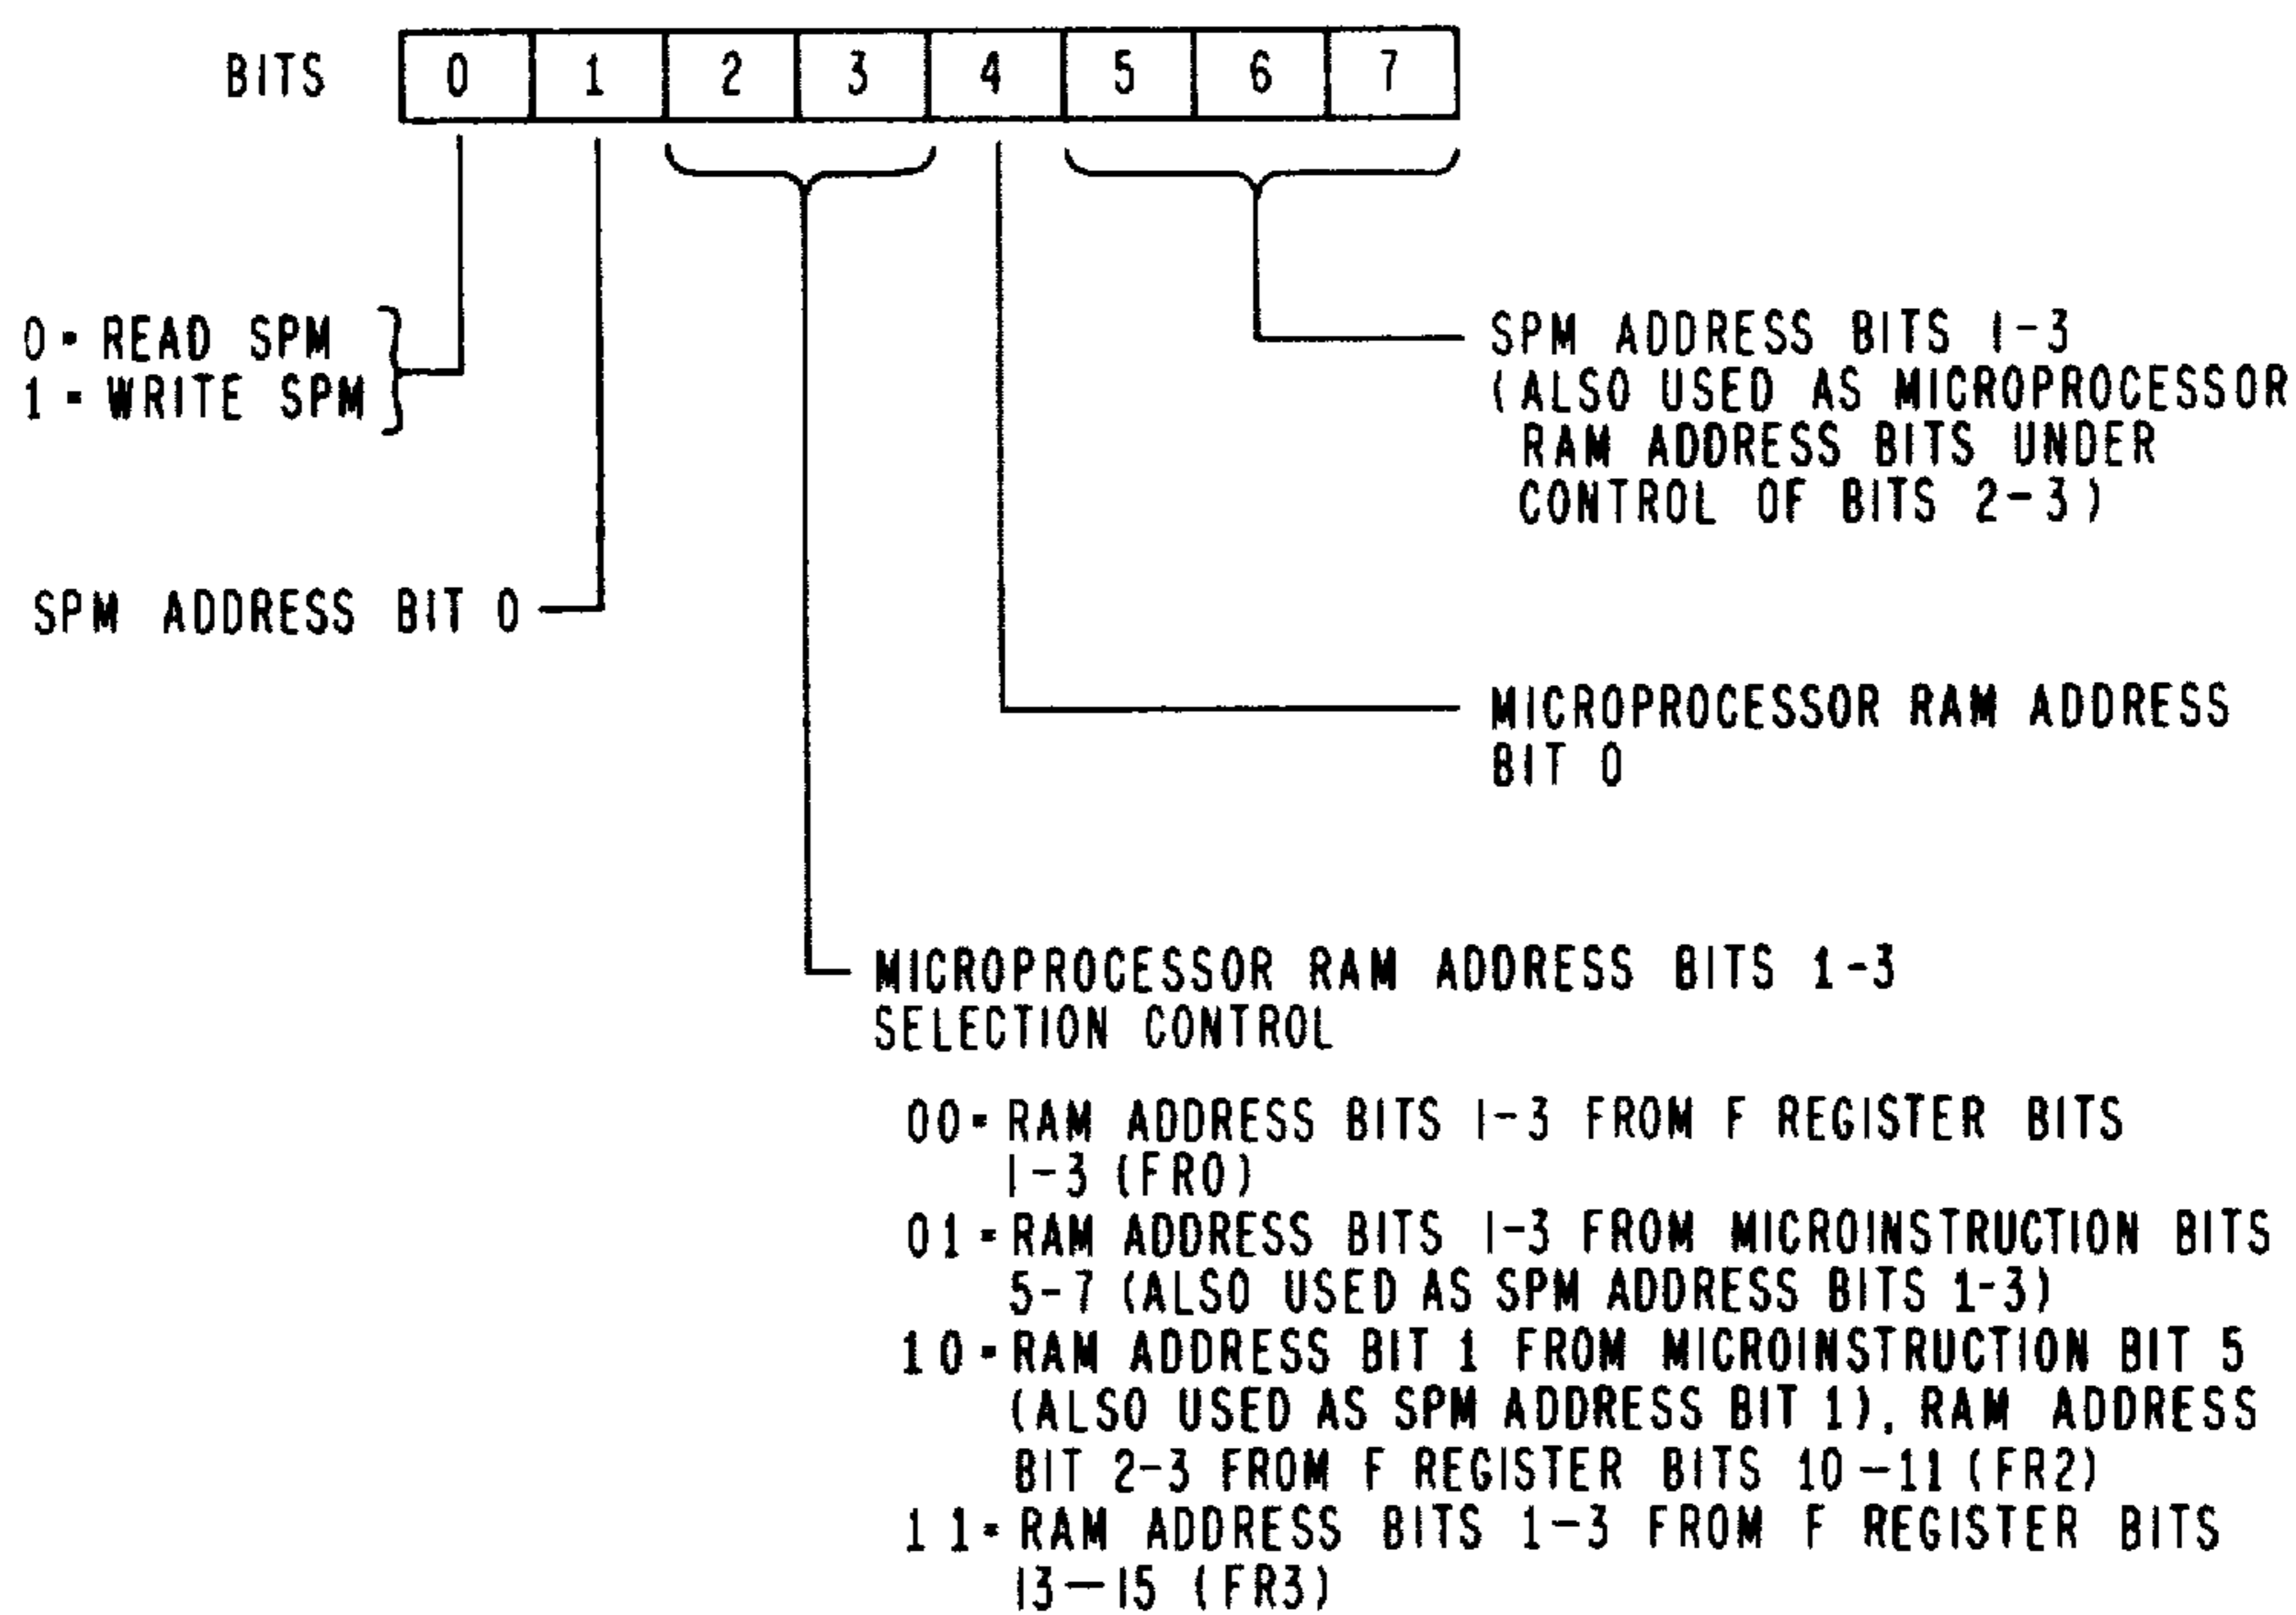 BITS 0 1 2 3 4 5 6 7
0 = READ SPM
1 = WRITE SPM
SPM ADDRESS BITS 1-3
(ALSO USED AS MICROPROCESSOR
RAM ADDRESS BITS UNDER
CONTROL OF BITS 2-3)
SPM ADDRESS BIT 0
MICROPROCESSOR RAM ADDRESS
BIT 0
MICROPROCESSOR RAM ADDRESS BITS 1-3
SELECTION CONTROL
00= RAM ADDRESS BITS 1-3 FROM F REGISTER BITS
1-3 (FR0)
01= RAM ADDRESS BITS 1-3 FROM MICROINSTRUCTION BITS
5-7 (ALSO USED AS SPM ADDRESS BITS 1-3)
10= RAM ADDRESS BIT 1 FROM MICROINSTRUCTION BIT 5
(ALSO USED AS SPM ADDRESS BIT 1), RAM ADDRESS
BIT 2-3 FROM F REGISTER BITS 10-11 (FR2)
11= RAM ADDRESS BITS 1-3 FROM F REGISTER BITS
13-15 (FR3)